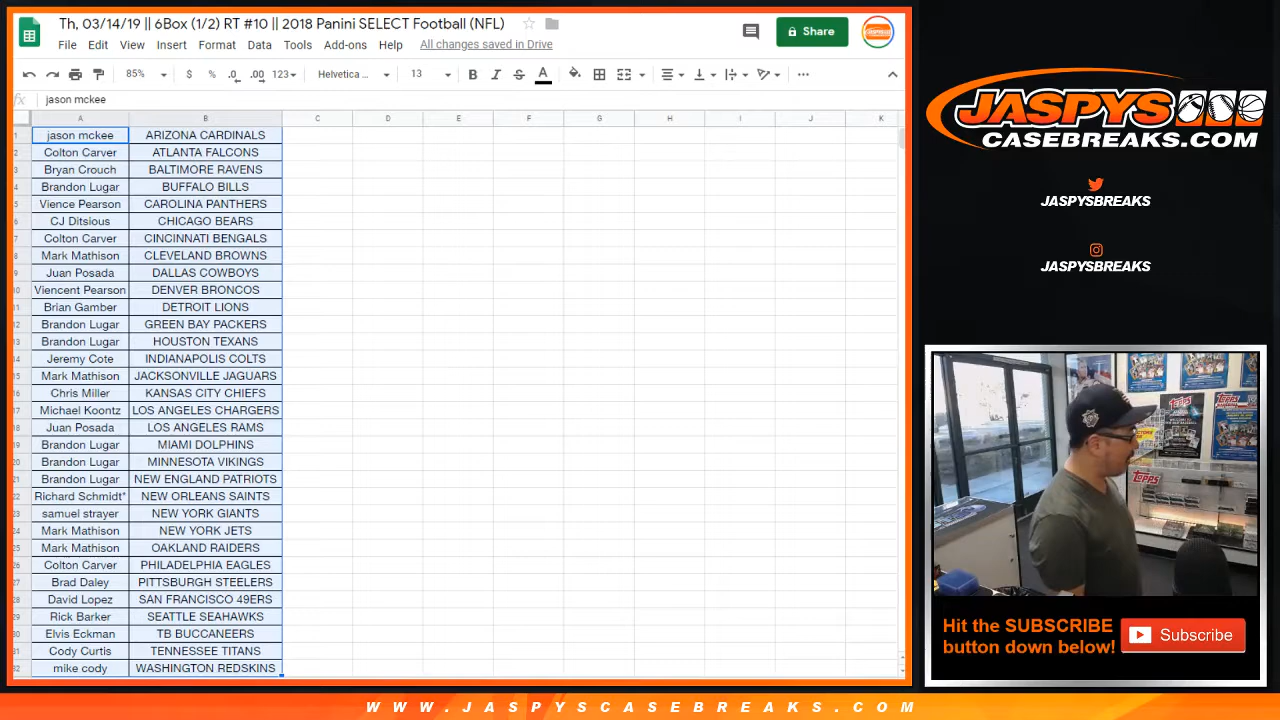 Th, 03/14/19 || 6Box (1/2) RT #10 || 2018 Panini SELECT Football (NFL)
File Edit View Insert Format Data Tools Add-ons Help All changes saved in Drive
Share
85% $ % .0 .00 123 Helvetica ... 13 B I S A
fx jason mckee
A B C D E F G H I J K
1 jason mckee ARIZONA CARDINALS
2 Colton Carver ATLANTA FALCONS
3 Bryan Crouch BALTIMORE RAVENS
4 Brandon Lugar BUFFALO BILLS
5 Vience Pearson CAROLINA PANTHERS
6 CJ Ditsious CHICAGO BEARS
7 Colton Carver CINCINNATI BENGALS
8 Mark Mathison CLEVELAND BROWNS
9 Juan Posada DALLAS COWBOYS
10 Viencent Pearson DENVER BRONCOS
11 Brian Gamber DETROIT LIONS
12 Brandon Lugar GREEN BAY PACKERS
13 Brandon Lugar HOUSTON TEXANS
14 Jeremy Cote INDIANAPOLIS COLTS
15 Mark Mathison JACKSONVILLE JAGUARS
16 Chris Miller KANSAS CITY CHIEFS
17 Michael Koontz LOS ANGELES CHARGERS
18 Juan Posada LOS ANGELES RAMS
19 Brandon Lugar MIAMI DOLPHINS
20 Brandon Lugar MINNESOTA VIKINGS
21 Brandon Lugar NEW ENGLAND PATRIOTS
22 Richard Schmidt* NEW ORLEANS SAINTS
23 samuel strayer NEW YORK GIANTS
24 Mark Mathison NEW YORK JETS
25 Mark Mathison OAKLAND RAIDERS
26 Colton Carver PHILADELPHIA EAGLES
27 Brad Daley PITTSBURGH STEELERS
28 David Lopez SAN FRANCISCO 49ERS
29 Rick Barker SEATTLE SEAHAWKS
30 Elvis Eckman TB BUCCANEERS
31 Cody Curtis TENNESSEE TITANS
32 mike cody WASHINGTON REDSKINS
JASPYS
CASEBREAKS.COM
JASPYSBREAKS
JASPYSBREAKS
Topps
Topps
TOPPS
Hit the SUBSCRIBE
button down below!
Subscribe
WWW.JASPYSCASEBREAKS.COM